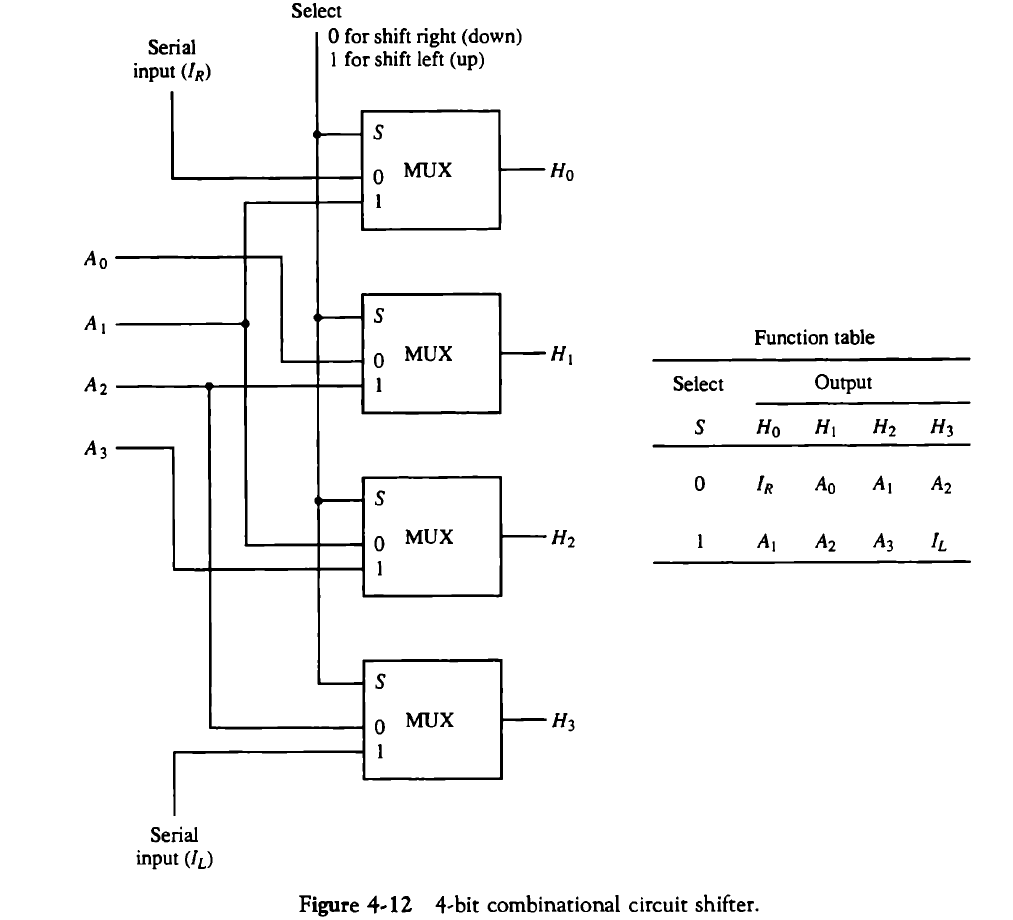 Select
0 for shift right (down)
1 for shift left (up)
Serial
input (I_R)
S
MUX
0
1
H_0
A_0
A_1
A_2
A_3
S
MUX
0
1
H_1
S
MUX
0
1
H_2
S
MUX
0
1
H_3
Serial
input (I_L)
Function table
Select Output
S H_0 H_1 H_2 H_3
0 I_R A_0 A_1 A_2
1 A_1 A_2 A_3 I_L
Figure 4-12 4-bit combinational circuit shifter.